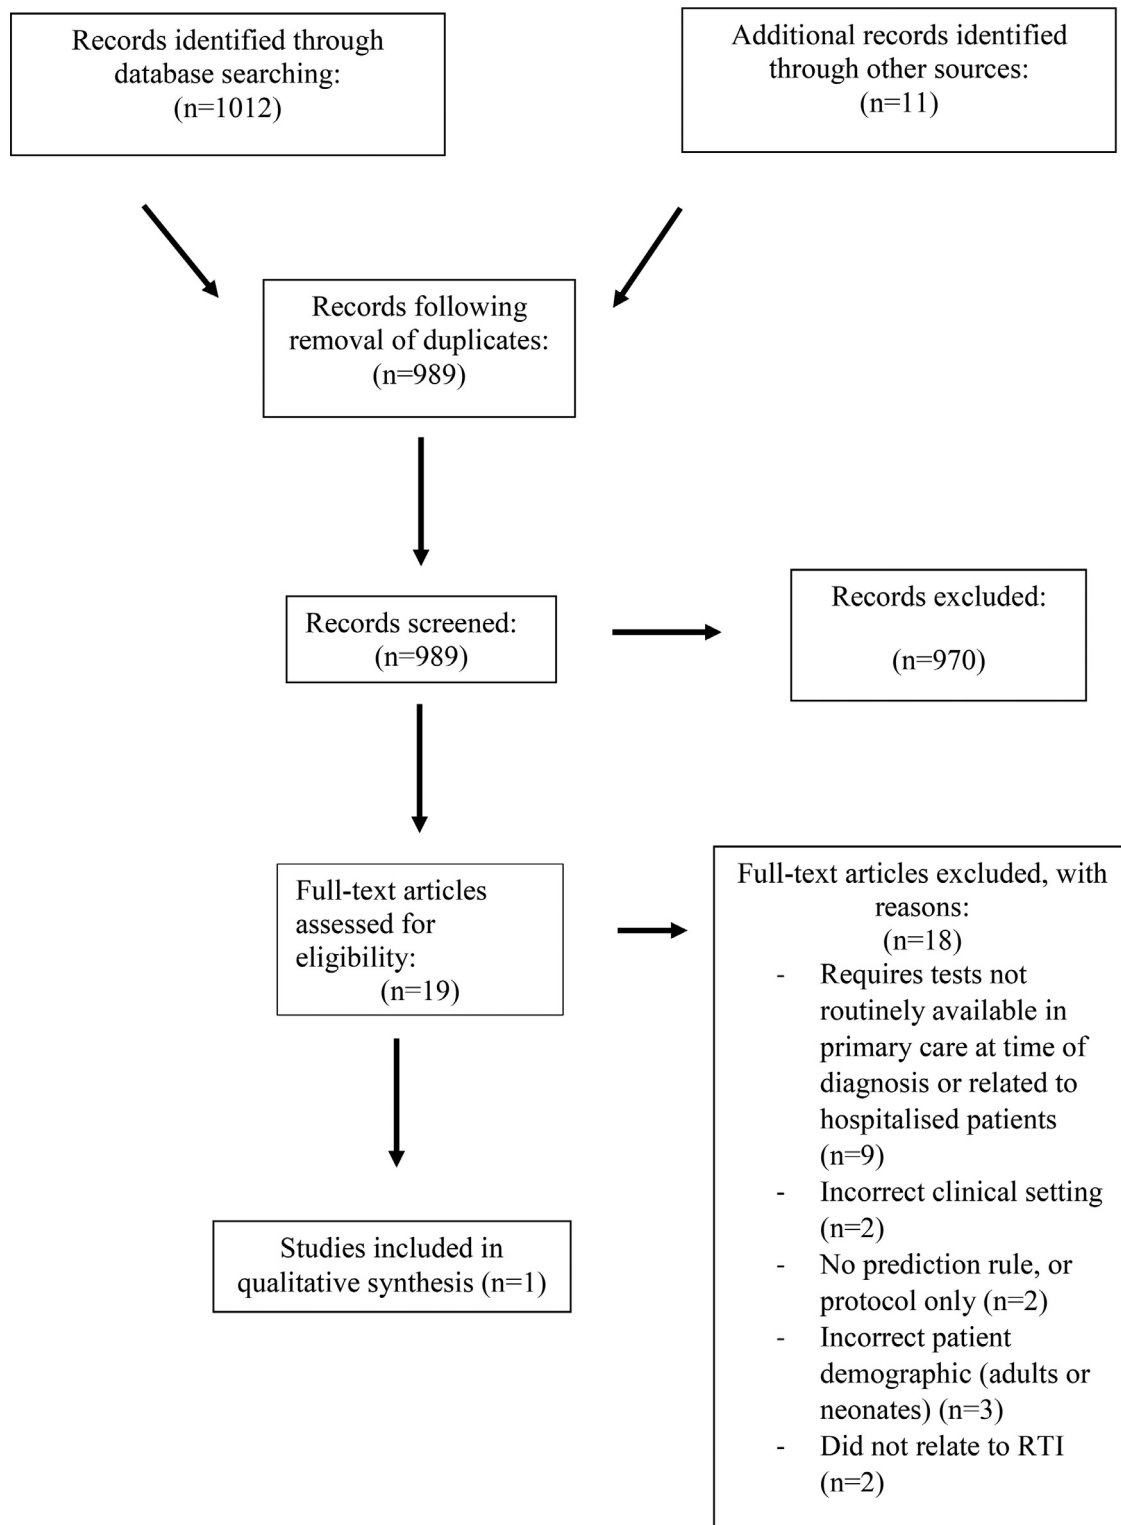 Records identified through
database searching:
(n=1012)
Additional records identified
through other sources:
(n=11)
Records following
removal of duplicates:
(n=989)
Records screened:
(n=989)
Records excluded:
(n=970)
Full-text articles
assessed for
eligibility:
(n=19)
Full-text articles excluded, with
reasons:
(n=18)
- Requires tests not
routinely available in
primary care at time of
diagnosis or related to
hospitalised patients
(n=9)
- Incorrect clinical setting
(n=2)
- No prediction rule, or
protocol only (n=2)
- Incorrect patient
demographic (adults or
neonates) (n=3)
- Did not relate to RTI
(n=2)
Studies included in
qualitative synthesis (n=1)